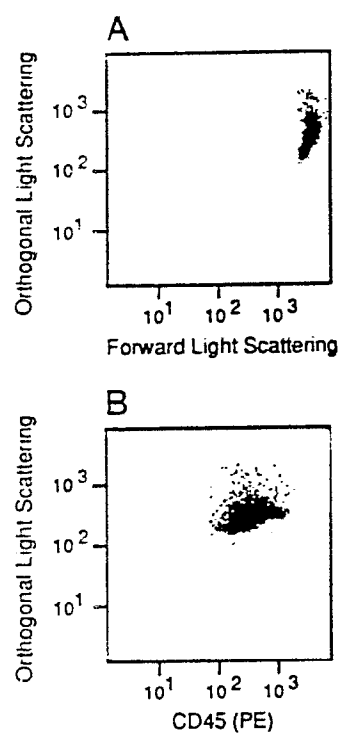 A
Orthogonal Light Scattering
10³
10²
10¹
10¹ 10² 10³
Forward Light Scattering
B
Orthogonal Light Scattering
10³
10²
10¹
10¹ 10² 10³
CD45 (PE)